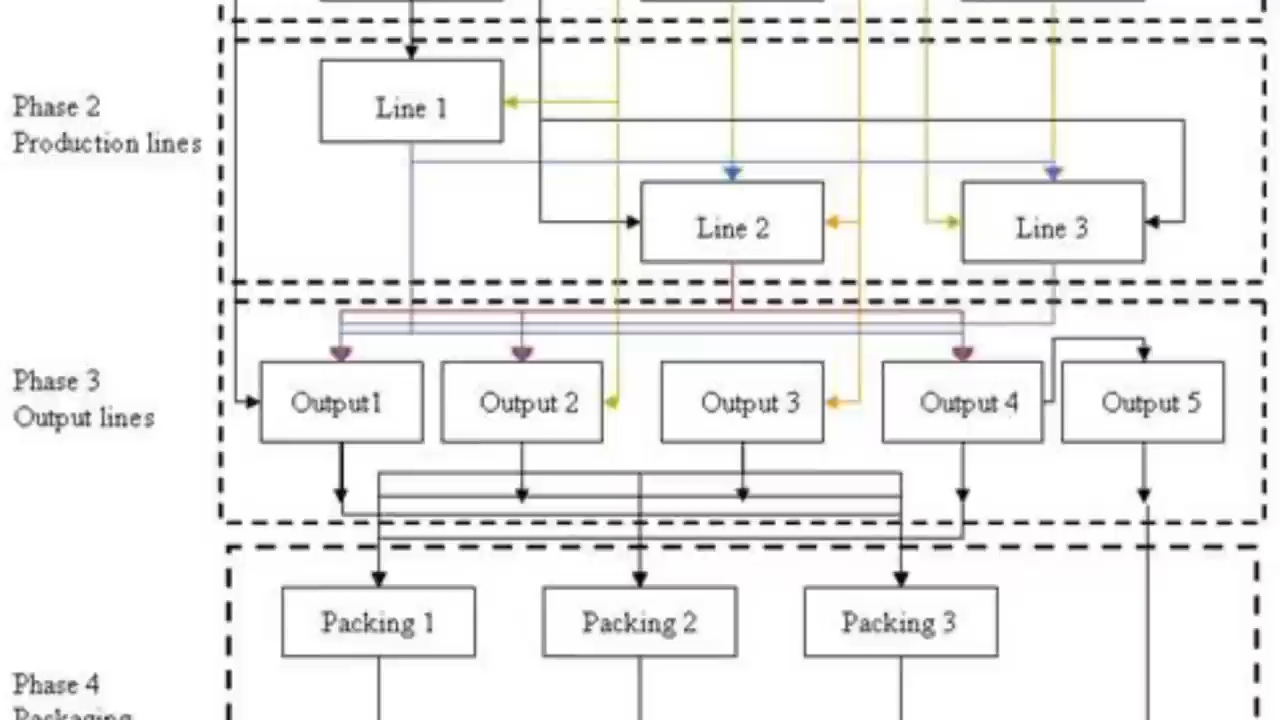 Phase 2
Production lines
Line 1
Line 2
Line 3
Phase 3
Output lines
Output1
Output 2
Output 3
Output 4
Output 5
Packing 1
Packing 2
Packing 3
Phase 4
Packaging